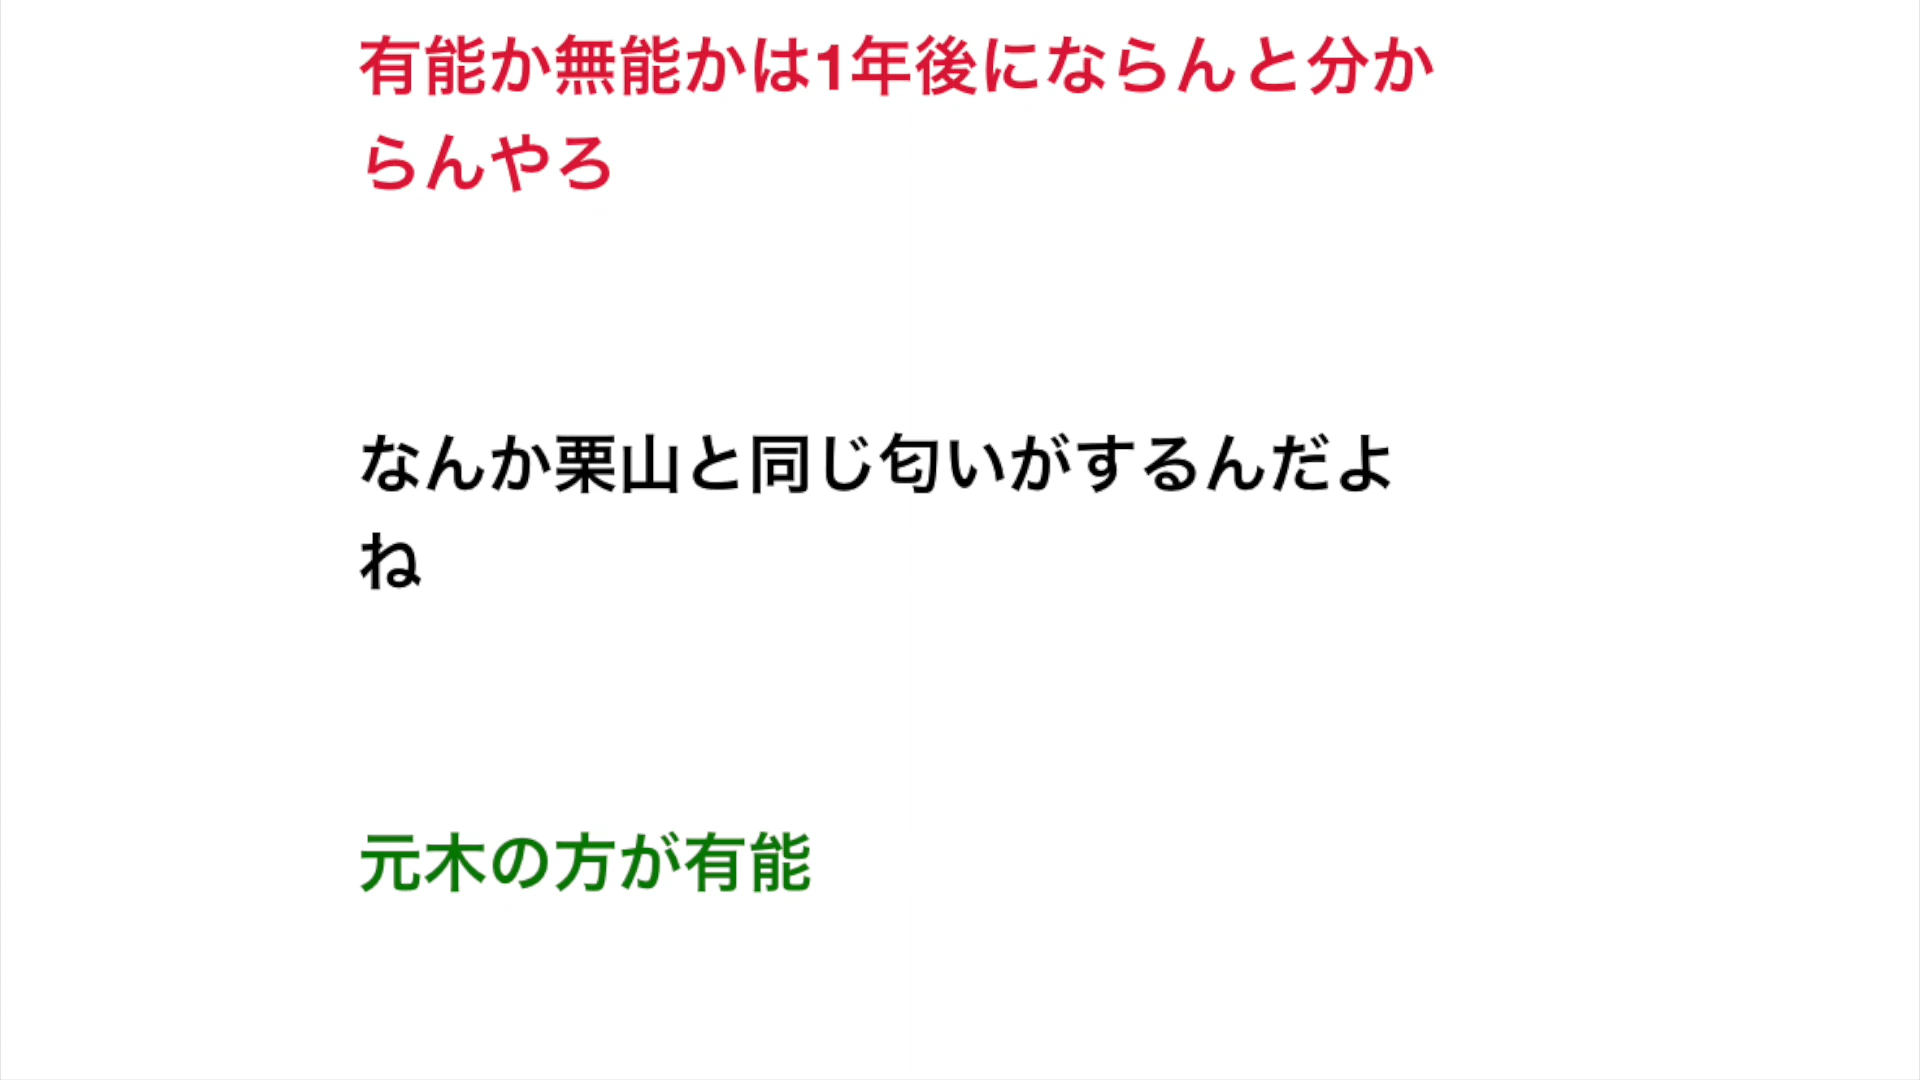 有能か無能かは1年後にならんと分か
らんやろ
なんか栗山と同じ匂いがするんだよ
ね
元木の方が有能